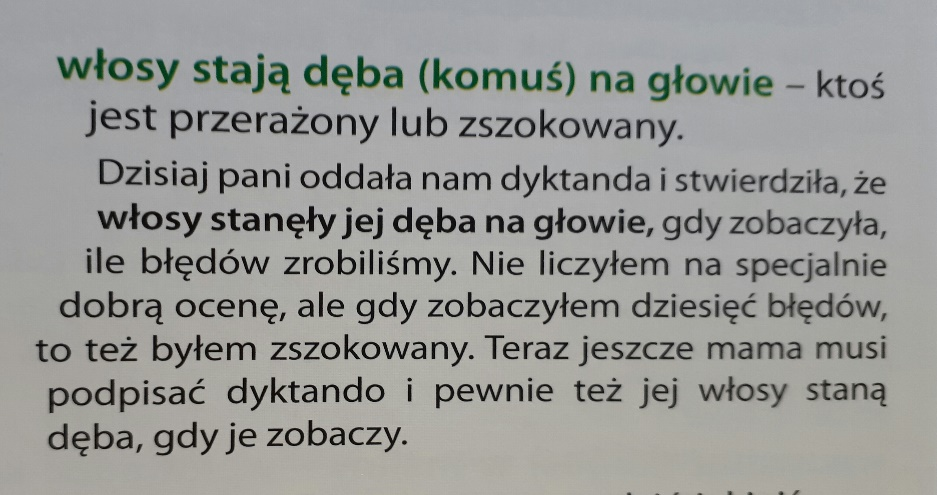 włosy stają dęba (komuś) na głowie – ktoś
jest przerażony lub zszokowany.
Dzisiaj pani oddała nam dyktanda i stwierdziła, że
włosy stanęły jej dęba na głowie, gdy zobaczyła,
ile błędów zrobiliśmy. Nie liczyłem na specjalnie
dobrą ocenę, ale gdy zobaczyłem dziesięć błędów,
to też byłem zszokowany. Teraz jeszcze mama musi
podpisać dyktando i pewnie też jej włosy staną
dęba, gdy je zobaczy.